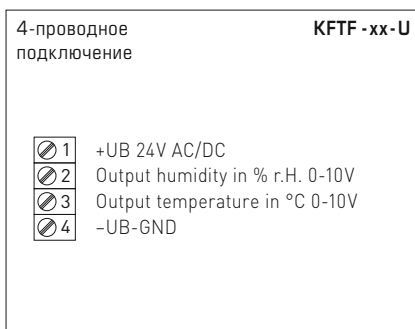 4-проводное
подключение
KFTF - xx - U
1 +UB 24V AC/DC
2 Output humidity in % r.H. 0-10V
3 Output temperature in °C 0-10V
4 –UB-GND